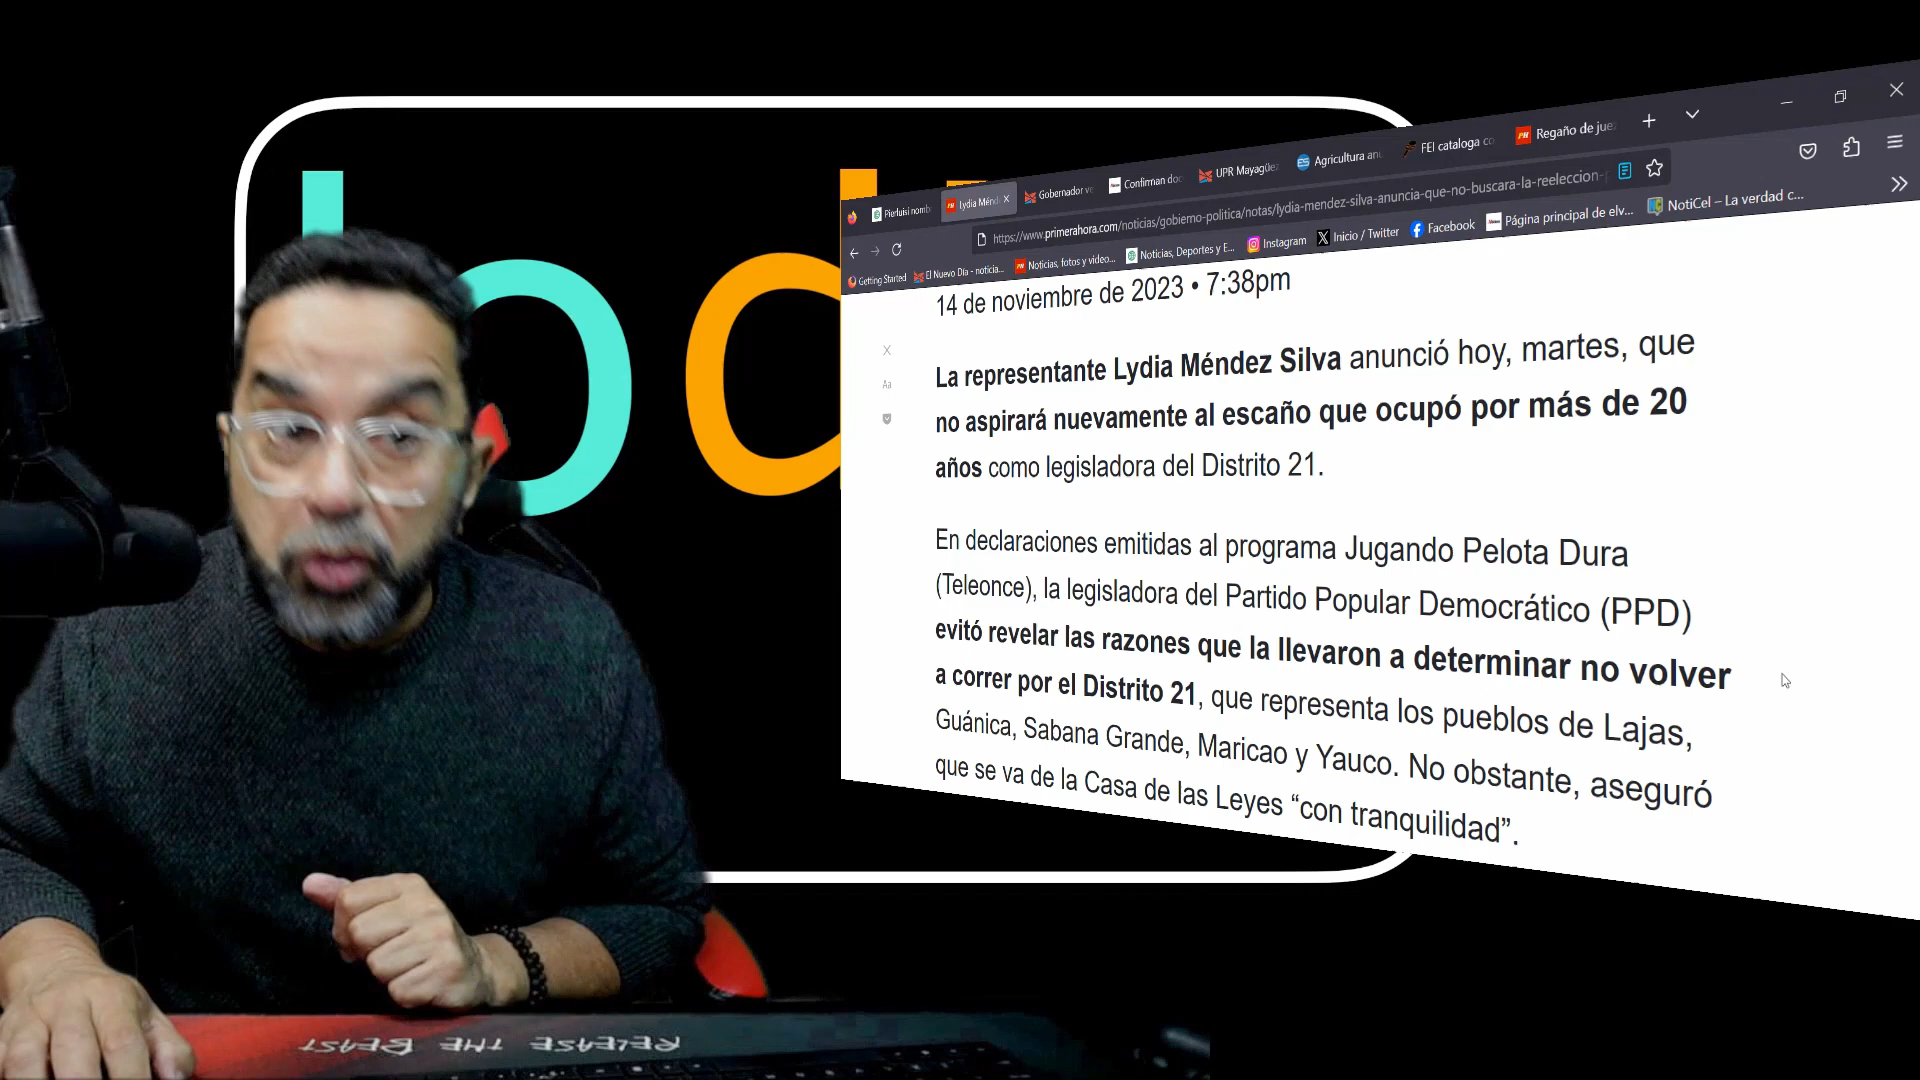 Pierluisi nomb
Lydia Ménd
Gobernador ve
Confirman doc
UPR Mayagüez
Agricultura anu
FEI cataloga co
Regaño de juez
https://www.primerahora.com/noticias/gobierno-politica/notas/lydia-mendez-silva-anuncia-que-no-buscara-la-reeleccion-
Getting Started
El Nuevo Día - noticia...
Noticias, fotos y video...
Noticias, Deportes y E...
Instagram
Inicio / Twitter
Facebook
Página principal de elv...
NotiCel – La verdad c...
14 de noviembre de 2023 • 7:38pm
La representante Lydia Méndez Silva anunció hoy, martes, que
no aspirará nuevamente al escaño que ocupó por más de 20
años como legisladora del Distrito 21.
En declaraciones emitidas al programa Jugando Pelota Dura
(Teleonce), la legisladora del Partido Popular Democrático (PPD)
evitó revelar las razones que la llevaron a determinar no volver
a correr por el Distrito 21, que representa los pueblos de Lajas,
Guánica, Sabana Grande, Maricao y Yauco. No obstante, aseguró
que se va de la Casa de las Leyes “con tranquilidad”.
Aa
RELEASE THE BEAST